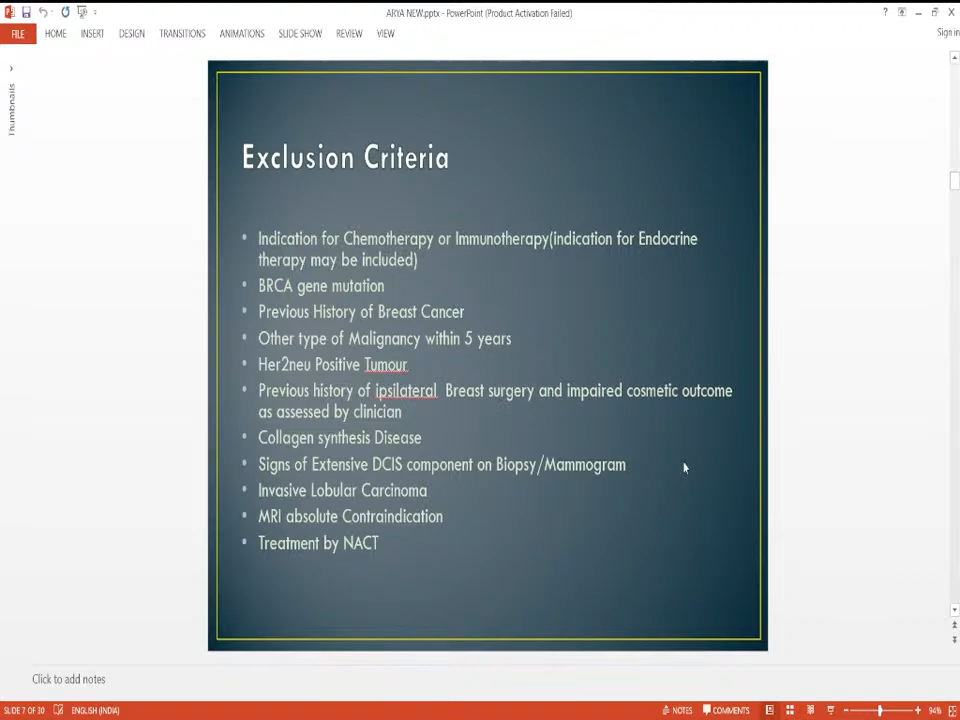 ARYA NEW.pptx - PowerPoint (Product Activation Failed)
?
FILE HOME INSERT DESIGN TRANSITIONS ANIMATIONS SLIDE SHOW REVIEW VIEW
Sign in
Thumbnails
Exclusion Criteria
• Indication for Chemotherapy or Immunotherapy(indication for Endocrine
therapy may be included)
• BRCA gene mutation
• Previous History of Breast Cancer
• Other type of Malignancy within 5 years
• Her2neu Positive Tumour
• Previous history of ipsilateral Breast surgery and impaired cosmetic outcome
as assessed by clinician
• Collagen synthesis Disease
• Signs of Extensive DCIS component on Biopsy/Mammogram
• Invasive Lobular Carcinoma
• MRI absolute Contraindication
• Treatment by NACT
Click to add notes
SLIDE 7 OF 30 ENGLISH (INDIA) NOTES COMMENTS 94%